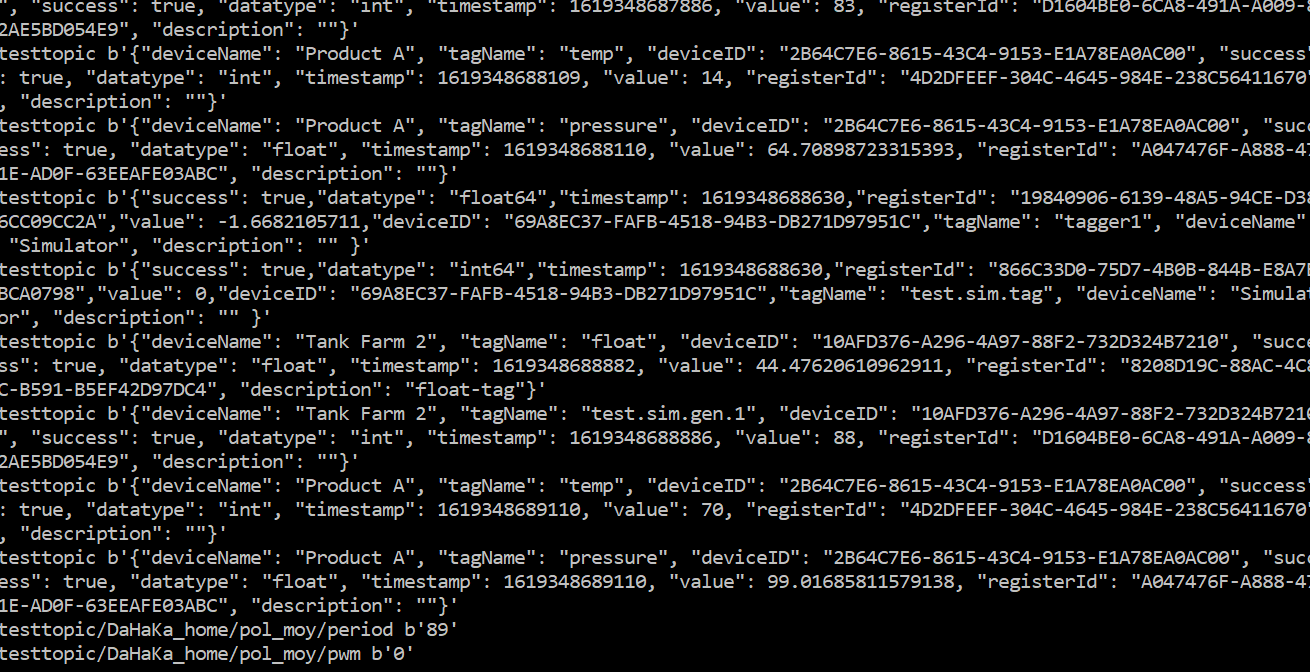 ", "success": true, "datatype": "int", "timestamp": 1619348687886, "value": 83, "registerId": "D1604BE0-6CA8-491A-A009-8
2AE5BD054E9", "description": ""}'
testtopic b'{"deviceName": "Product A", "tagName": "temp", "deviceID": "2B64C7E6-8615-43C4-9153-E1A78EA0AC00", "success"
: true, "datatype": "int", "timestamp": 1619348688109, "value": 14, "registerId": "4D2DFEEF-304C-4645-984E-238C56411670"
, "description": ""}'
testtopic b'{"deviceName": "Product A", "tagName": "pressure", "deviceID": "2B64C7E6-8615-43C4-9153-E1A78EA0AC00", "succ
ess": true, "datatype": "float", "timestamp": 1619348688110, "value": 64.70898723315393, "registerId": "A047476F-A888-47
1E-AD0F-63EEAFE03ABC", "description": ""}'
testtopic b'{"success": true,"datatype": "float64","timestamp": 1619348688630,"registerId": "19840906-6139-48A5-94CE-D38
6CC09CC2A","value": -1.6682105711,"deviceID": "69A8EC37-FAFB-4518-94B3-DB271D97951C","tagName": "tagger1", "deviceName"
"Simulator", "description": "" }'
testtopic b'{"success": true,"datatype": "int64","timestamp": 1619348688630,"registerId": "866C33D0-75D7-4B0B-844B-E8A7E
BCA0798","value": 0,"deviceID": "69A8EC37-FAFB-4518-94B3-DB271D97951C","tagName": "test.sim.tag", "deviceName": "Simulat
or", "description": "" }'
testtopic b'{"deviceName": "Tank Farm 2", "tagName": "float", "deviceID": "10AFD376-A296-4A97-88F2-732D324B7210", "succe
ss": true, "datatype": "float", "timestamp": 1619348688882, "value": 44.47620610962911, "registerId": "8208D19C-88AC-4C8
C-B591-B5EF42D97DC4", "description": "float-tag"}'
testtopic b'{"deviceName": "Tank Farm 2", "tagName": "test.sim.gen.1", "deviceID": "10AFD376-A296-4A97-88F2-732D324B7210
", "success": true, "datatype": "int", "timestamp": 1619348688886, "value": 88, "registerId": "D1604BE0-6CA8-491A-A009-8
2AE5BD054E9", "description": ""}'
testtopic b'{"deviceName": "Product A", "tagName": "temp", "deviceID": "2B64C7E6-8615-43C4-9153-E1A78EA0AC00", "success"
: true, "datatype": "int", "timestamp": 1619348689110, "value": 70, "registerId": "4D2DFEEF-304C-4645-984E-238C56411670"
, "description": ""}'
testtopic b'{"deviceName": "Product A", "tagName": "pressure", "deviceID": "2B64C7E6-8615-43C4-9153-E1A78EA0AC00", "succ
ess": true, "datatype": "float", "timestamp": 1619348689110, "value": 99.01685811579138, "registerId": "A047476F-A888-47
1E-AD0F-63EEAFE03ABC", "description": ""}'
testtopic/DaHaKa_home/pol_moy/period b'89'
testtopic/DaHaKa_home/pol_moy/pwm b'0'